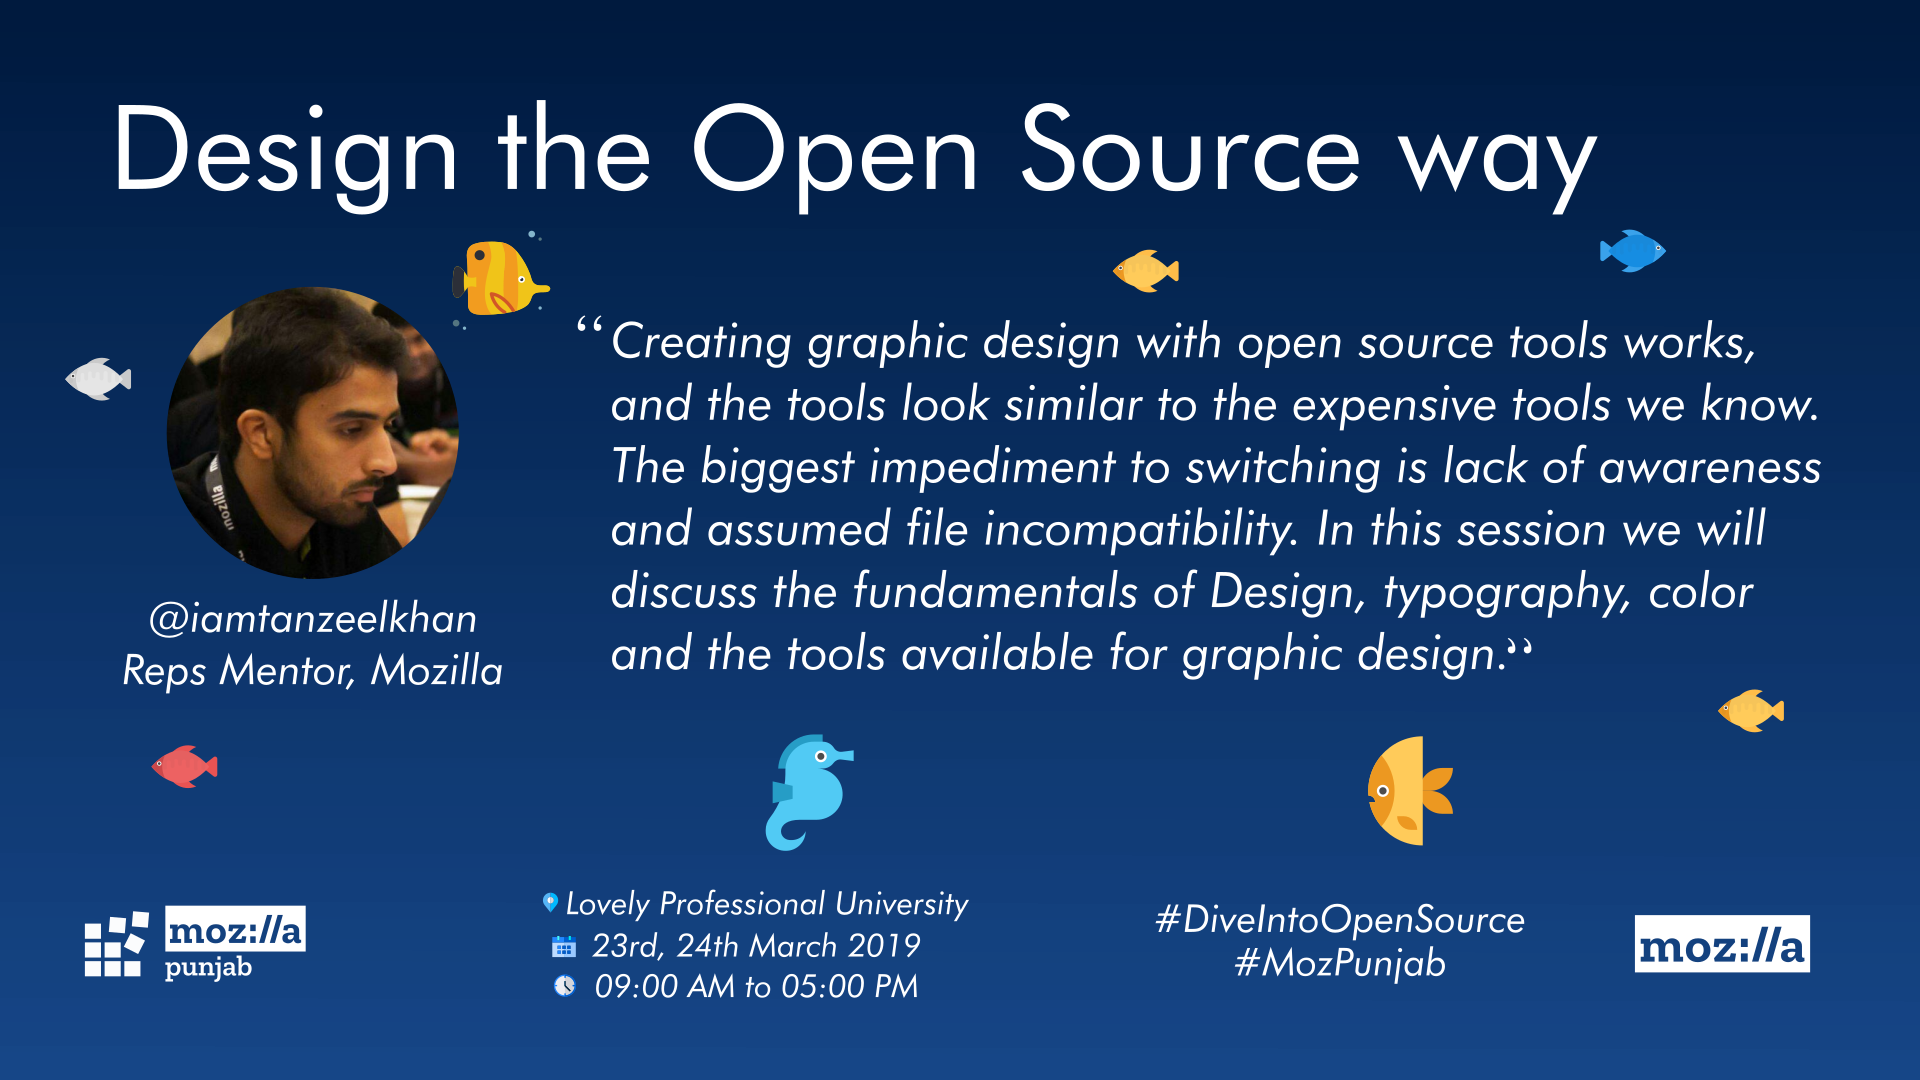 Design the Open Source way
“Creating graphic design with open source tools works,
and the tools look similar to the expensive tools we know.
The biggest impediment to switching is lack of awareness
and assumed file incompatibility. In this session we will
discuss the fundamentals of Design, typography, color
and the tools available for graphic design.”
mozilla
@iamtanzeelkhan
Reps Mentor, Mozilla
moz://a
punjab
Lovely Professional University
23rd, 24th March 2019
09:00 AM to 05:00 PM
#DiveIntoOpenSource
#MozPunjab
moz://a